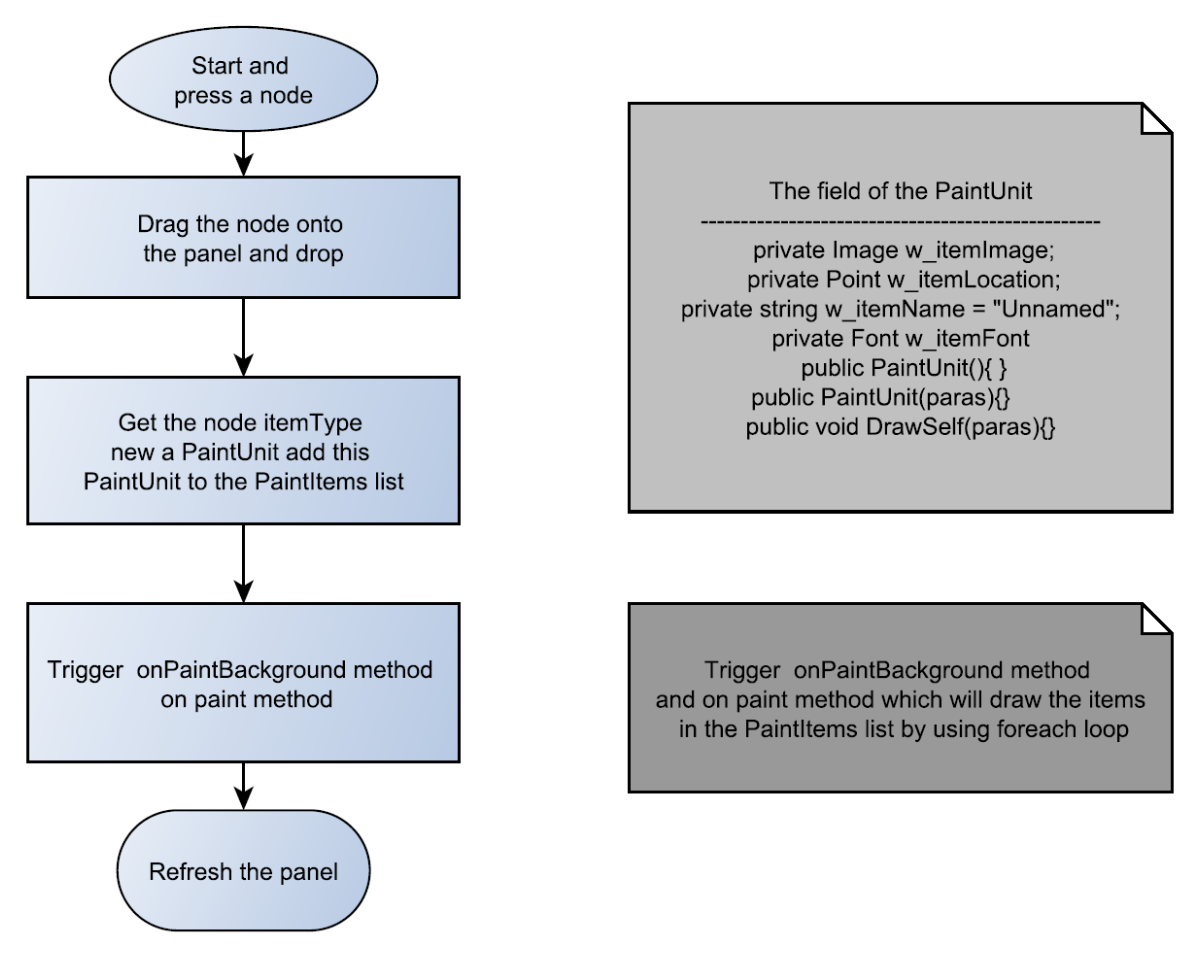 Start and
press a node
Drag the node onto
the panel and drop
Get the node itemType
new a PaintUnit add this
PaintUnit to the PaintItems list
Trigger onPaintBackground method
on paint method
Refresh the panel
The field of the PaintUnit
--------------------------------------------------
private Image w_itemImage;
private Point w_itemLocation;
private string w_itemName = "Unnamed";
private Font w_itemFont
public PaintUnit(){ }
public PaintUnit(paras){}
public void DrawSelf(paras){}
Trigger onPaintBackground method
and on paint method which will draw the items
in the PaintItems list by using foreach loop